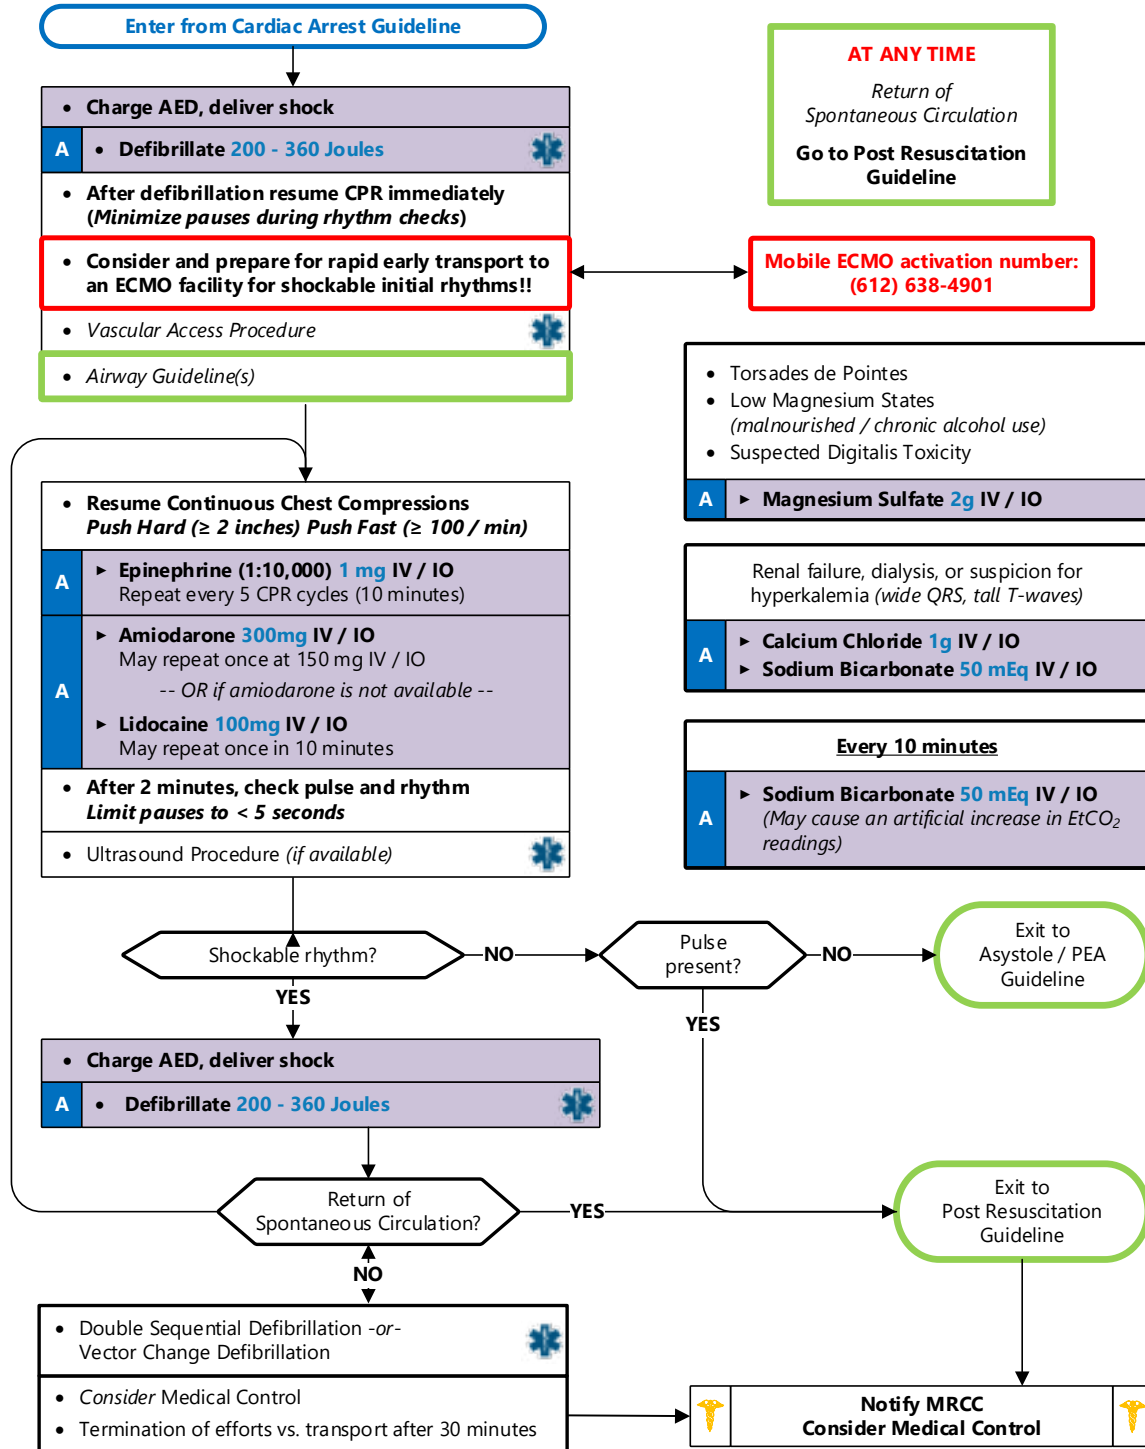 Enter from Cardiac Arrest Guideline
• Charge AED, deliver shock
A • Defibrillate 200 - 360 Joules
• After defibrillation resume CPR immediately
(Minimize pauses during rhythm checks)
• Consider and prepare for rapid early transport to
an ECMO facility for shockable initial rhythms!!
• Vascular Access Procedure
• Airway Guideline(s)
AT ANY TIME
Return of
Spontaneous Circulation
Go to Post Resuscitation
Guideline
Mobile ECMO activation number:
(612) 638-4901
• Torsades de Pointes
• Low Magnesium States
(malnourished / chronic alcohol use)
• Suspected Digitalis Toxicity
A ► Magnesium Sulfate 2g IV / IO
Renal failure, dialysis, or suspicion for
hyperkalemia (wide QRS, tall T-waves)
A ► Calcium Chloride 1g IV / IO
► Sodium Bicarbonate 50 mEq IV / IO
Every 10 minutes
A ► Sodium Bicarbonate 50 mEq IV / IO
(May cause an artificial increase in EtCO₂
readings)
• Resume Continuous Chest Compressions
Push Hard (≥ 2 inches) Push Fast (≥ 100 / min)
A ► Epinephrine (1:10,000) 1 mg IV / IO
Repeat every 5 CPR cycles (10 minutes)
A ► Amiodarone 300mg IV / IO
May repeat once at 150 mg IV / IO
-- OR if amiodarone is not available --
► Lidocaine 100mg IV / IO
May repeat once in 10 minutes
• After 2 minutes, check pulse and rhythm
Limit pauses to < 5 seconds
• Ultrasound Procedure (if available)
Shockable rhythm?
NO
Pulse
present?
NO
Exit to
Asystole / PEA
Guideline
YES
YES
• Charge AED, deliver shock
A • Defibrillate 200 - 360 Joules
Return of
Spontaneous Circulation?
YES
Exit to
Post Resuscitation
Guideline
NO
• Double Sequential Defibrillation -or-
Vector Change Defibrillation
• Consider Medical Control
• Termination of efforts vs. transport after 30 minutes
Notify MRCC
Consider Medical Control